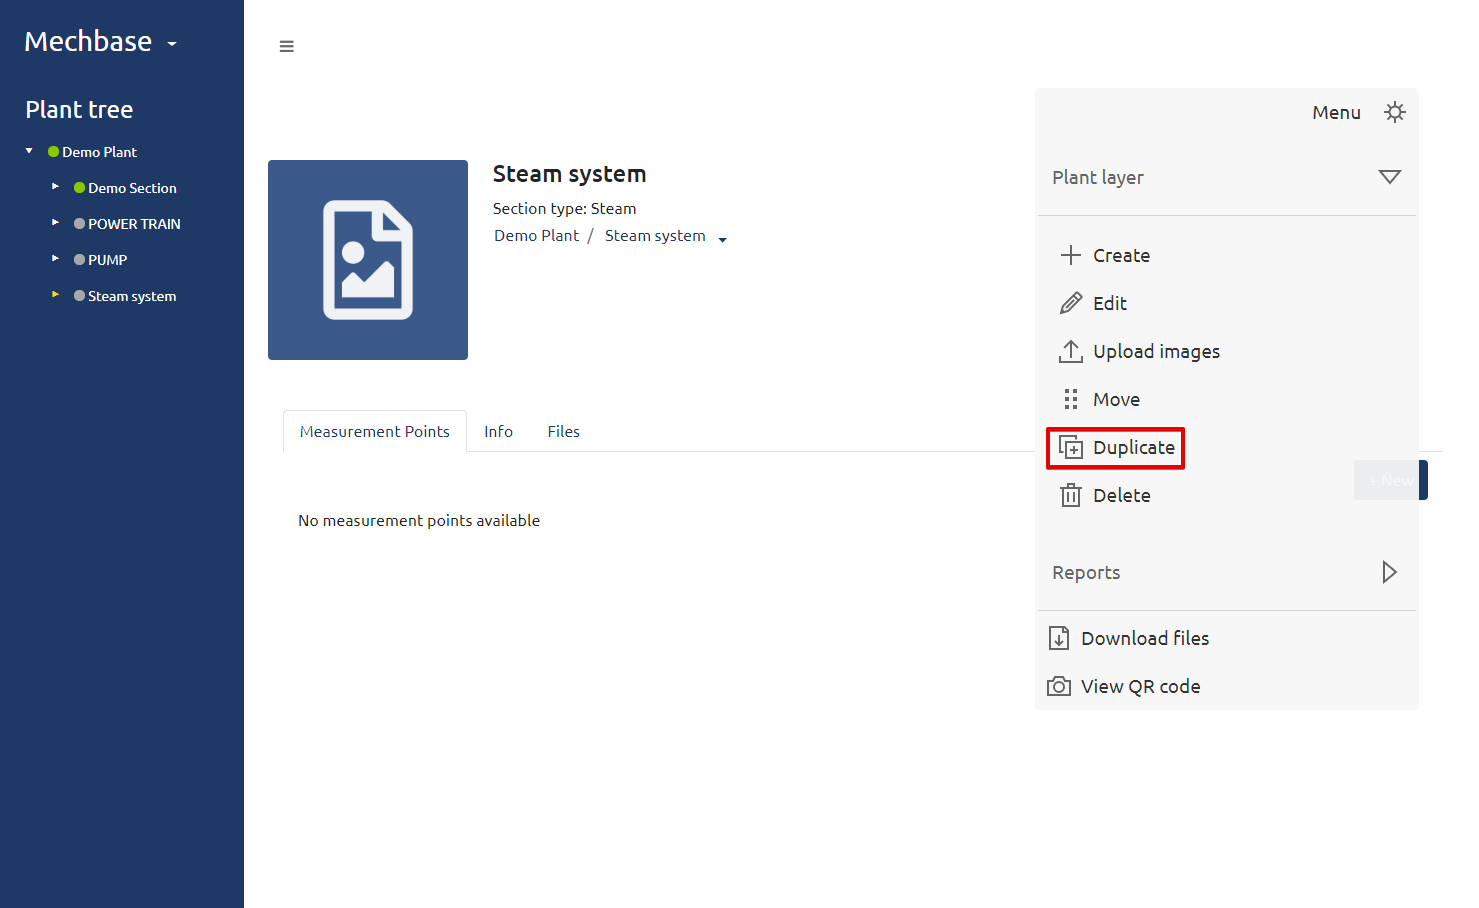 Mechbase
Plant tree
Demo Plant
Demo Section
POWER TRAIN
PUMP
Steam system
Steam system
Section type: Steam
Demo Plant / Steam system
Measurement Points Info Files
No measurement points available
Menu
Plant layer
Create
Edit
Upload images
Move
Duplicate
Delete
+ New
Reports
Download files
View QR code